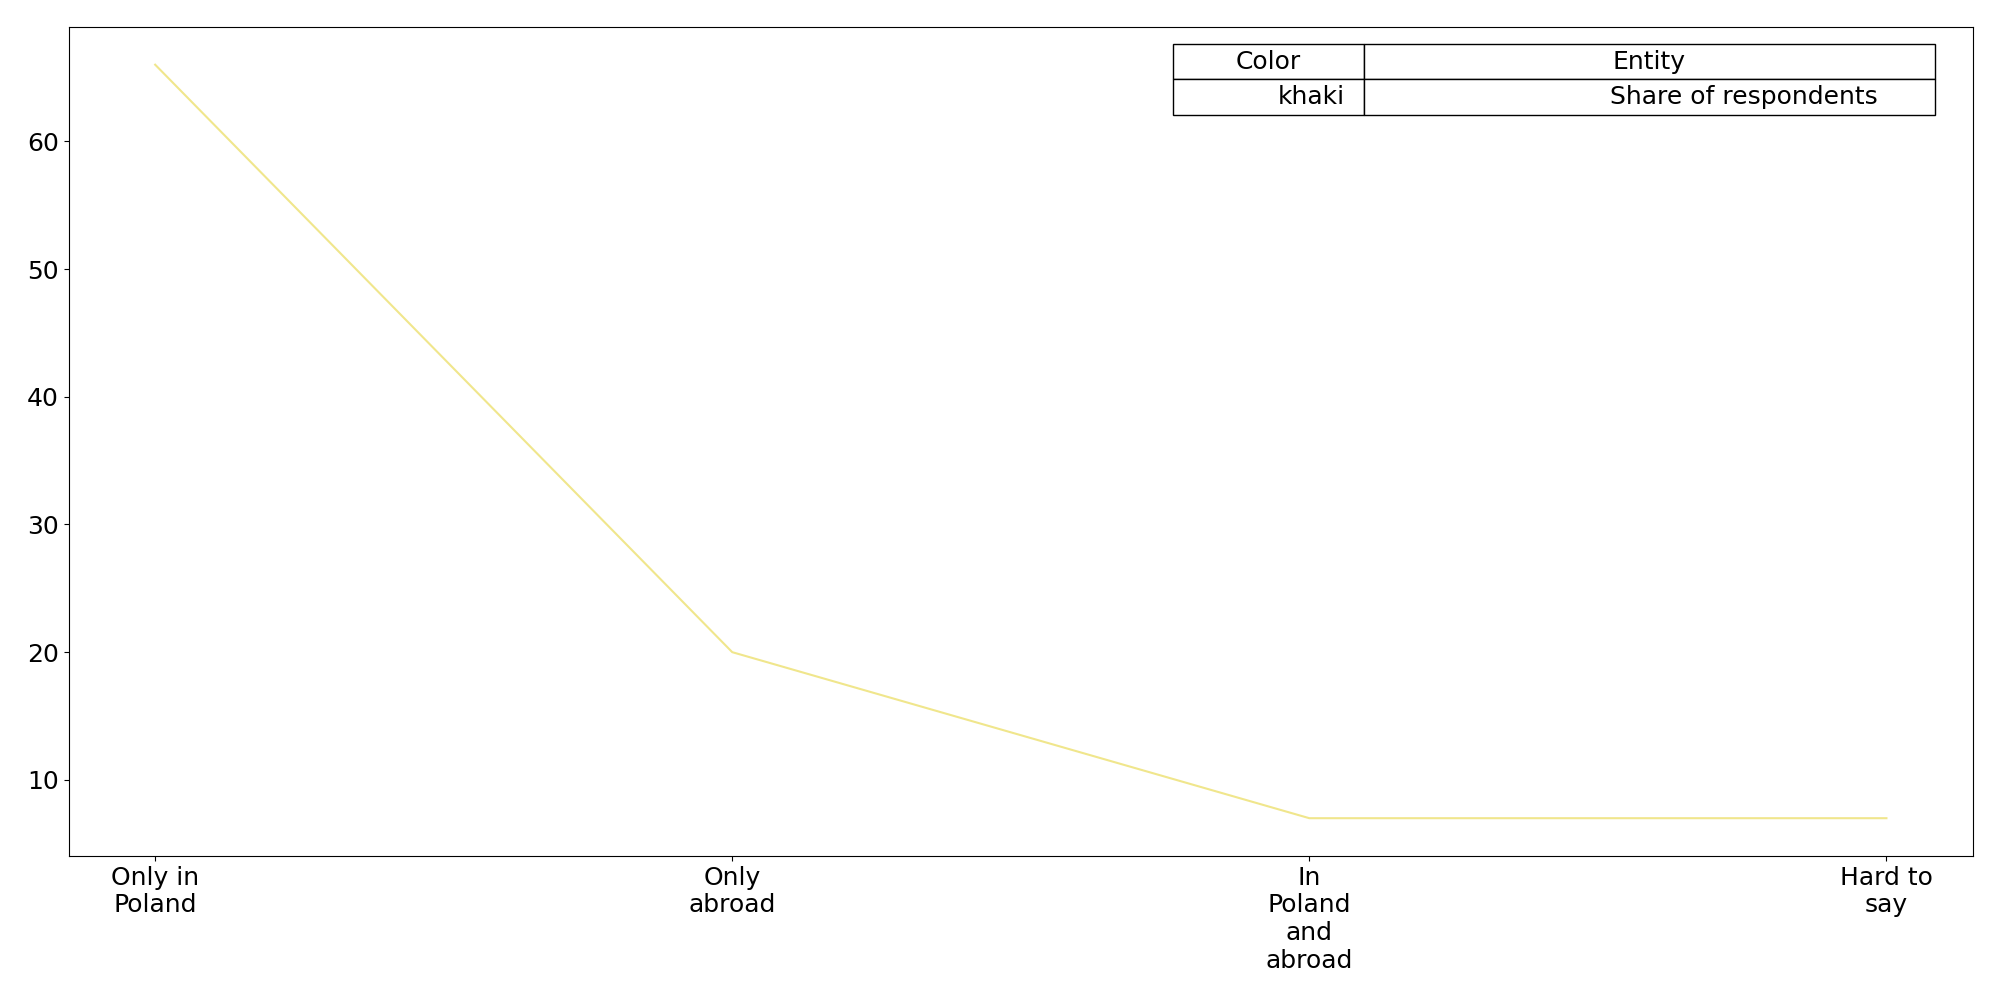 Color Entity
khaki Share of respondents
60
50
40
30
20
10
Only in
Poland
Only
abroad
In
Poland
and
abroad
Hard to
say